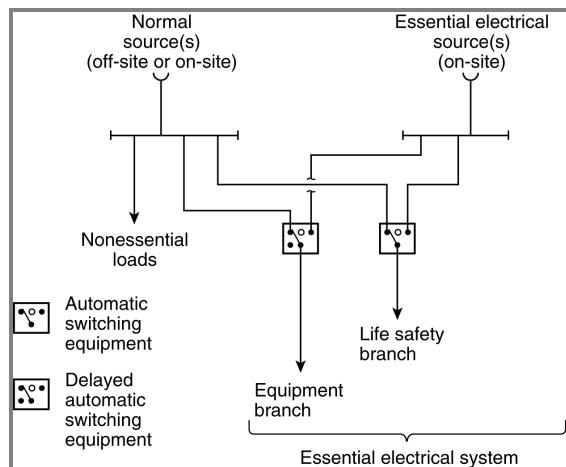 Normal
source(s)
(off-site or on-site)
Essential electrical
source(s)
(on-site)
Nonessential
loads
Automatic
switching
equipment
Life safety
branch
Delayed
automatic
switching
equipment
Equipment
branch
Essential electrical system